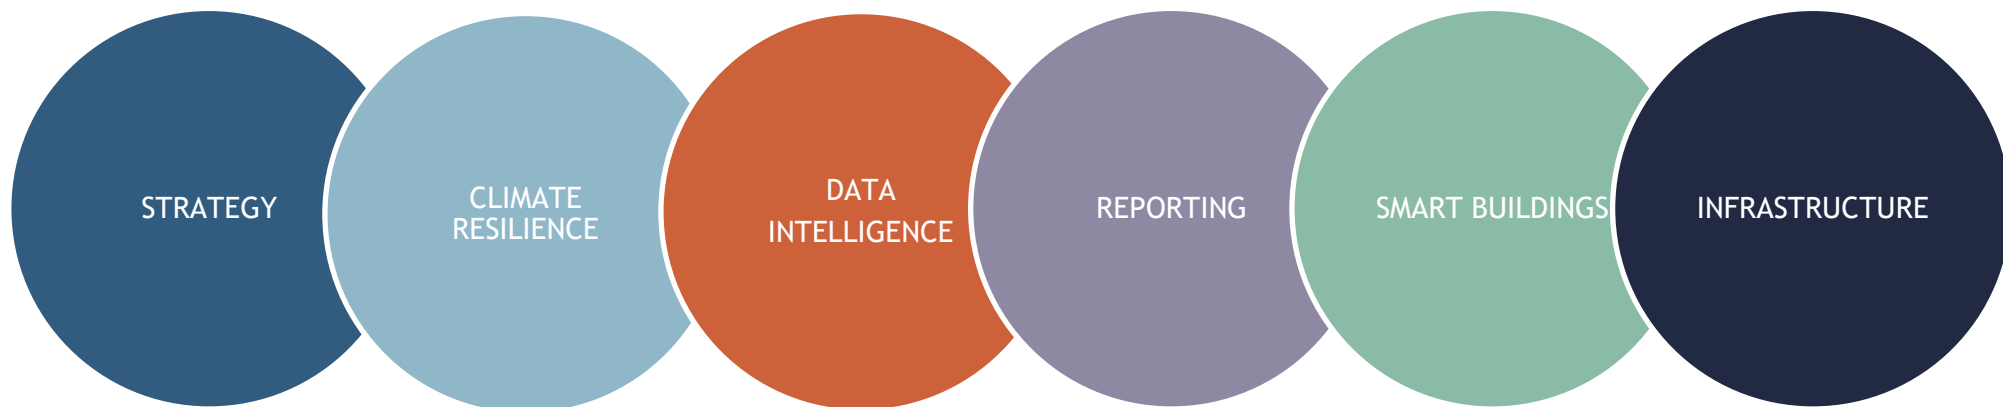 STRATEGY
CLIMATE
RESILIENCE
DATA
INTELLIGENCE
REPORTING
SMART BUILDINGS
INFRASTRUCTURE